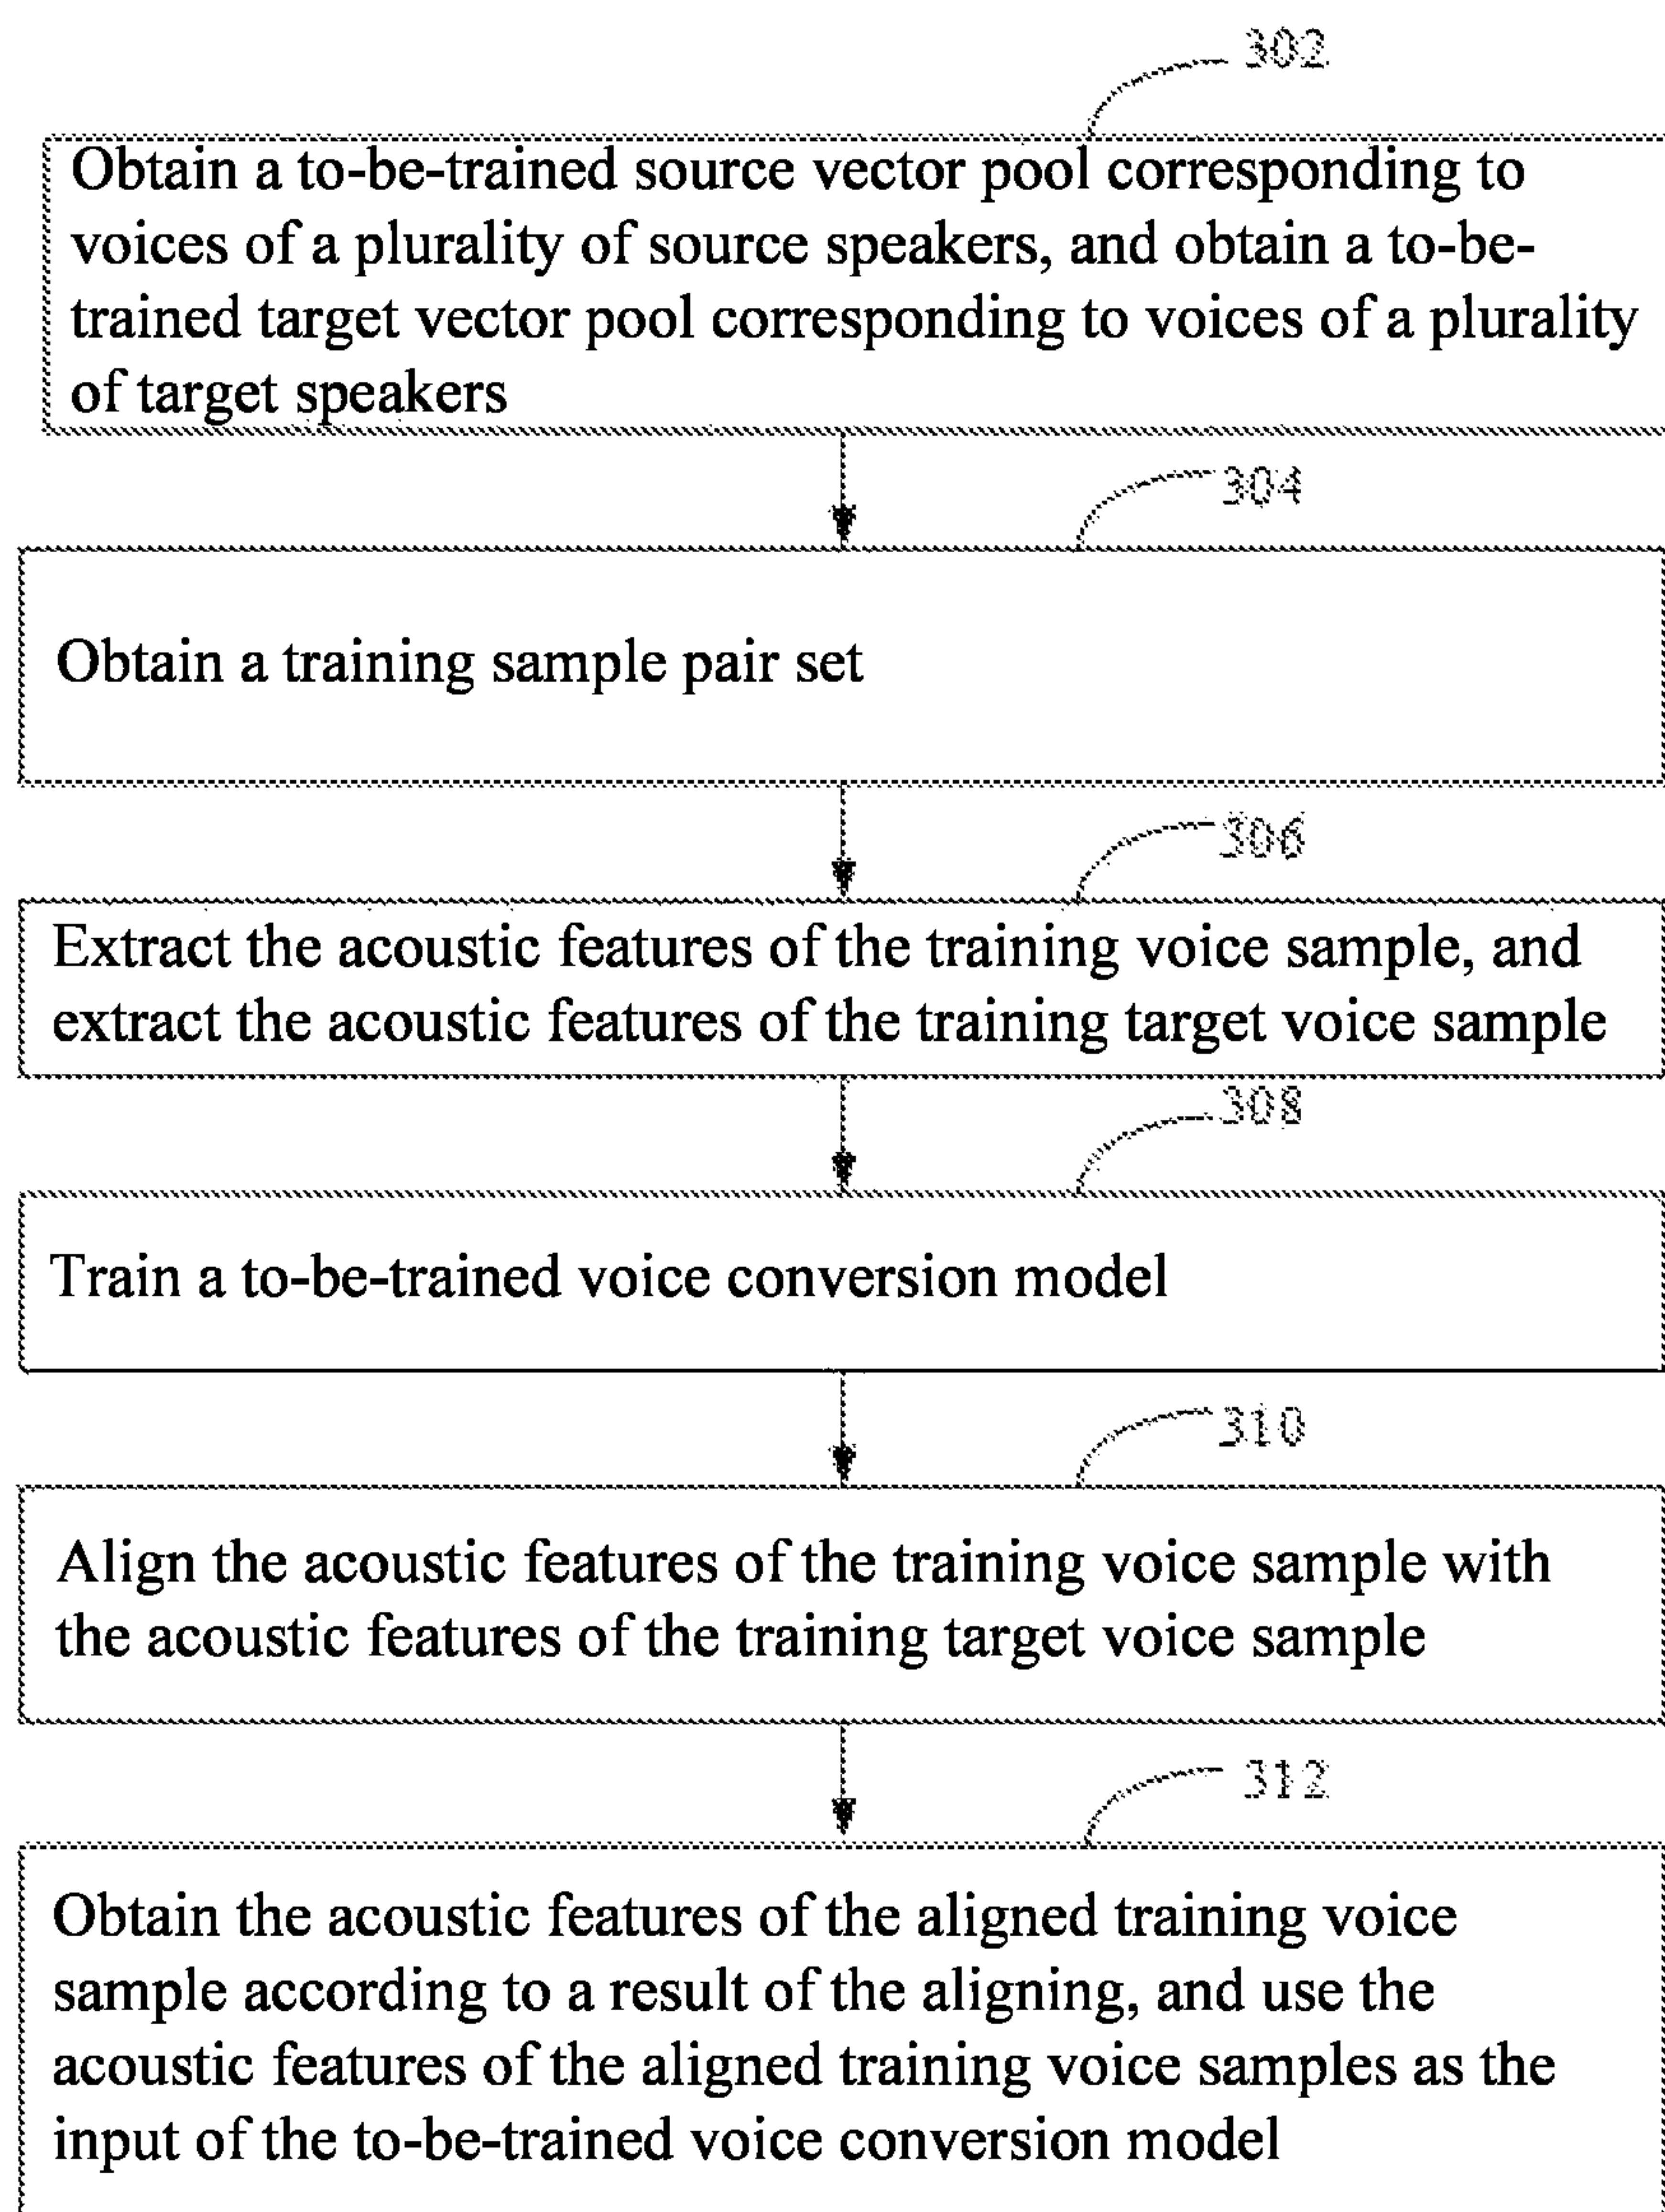 302
Obtain a to-be-trained source vector pool corresponding to
voices of a plurality of source speakers, and obtain a to-be-
trained target vector pool corresponding to voices of a plurality
of target speakers
304
Obtain a training sample pair set
306
Extract the acoustic features of the training voice sample, and
extract the acoustic features of the training target voice sample
308
Train a to-be-trained voice conversion model
310
Align the acoustic features of the training voice sample with
the acoustic features of the training target voice sample
312
Obtain the acoustic features of the aligned training voice
sample according to a result of the aligning, and use the
acoustic features of the aligned training voice samples as the
input of the to-be-trained voice conversion model